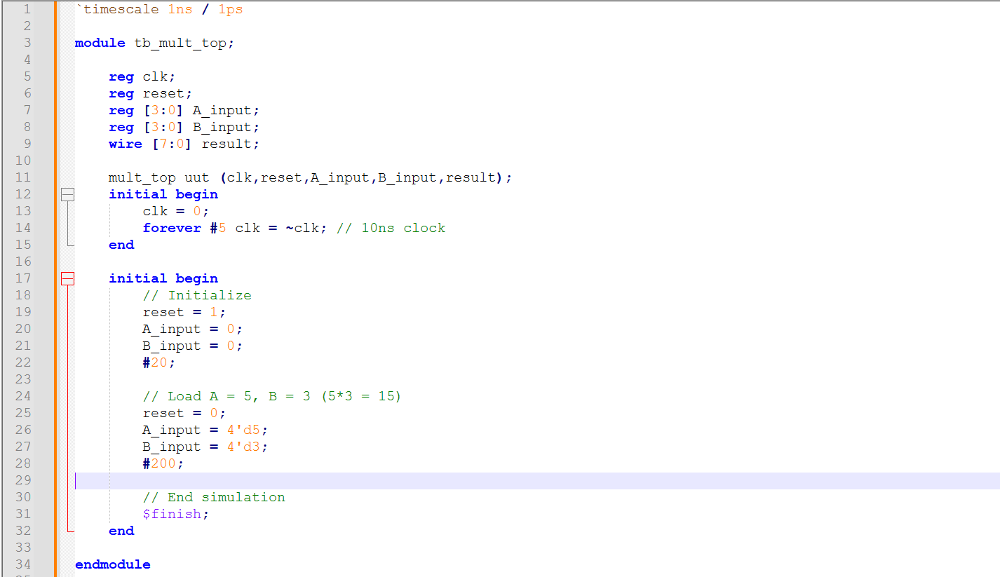 1 `timescale 1ns / 1ps
2
3 module tb_mult_top;
4
5     reg clk;
6     reg reset;
7     reg [3:0] A_input;
8     reg [3:0] B_input;
9     wire [7:0] result;
10
11     mult_top uut (clk,reset,A_input,B_input,result);
12     initial begin
13         clk = 0;
14         forever #5 clk = ~clk; // 10ns clock
15     end
16
17     initial begin
18         // Initialize
19         reset = 1;
20         A_input = 0;
21         B_input = 0;
22         #20;
23
24         // Load A = 5, B = 3 (5*3 = 15)
25         reset = 0;
26         A_input = 4'd5;
27         B_input = 4'd3;
28         #200;
29
30         // End simulation
31         $finish;
32     end
33
34 endmodule